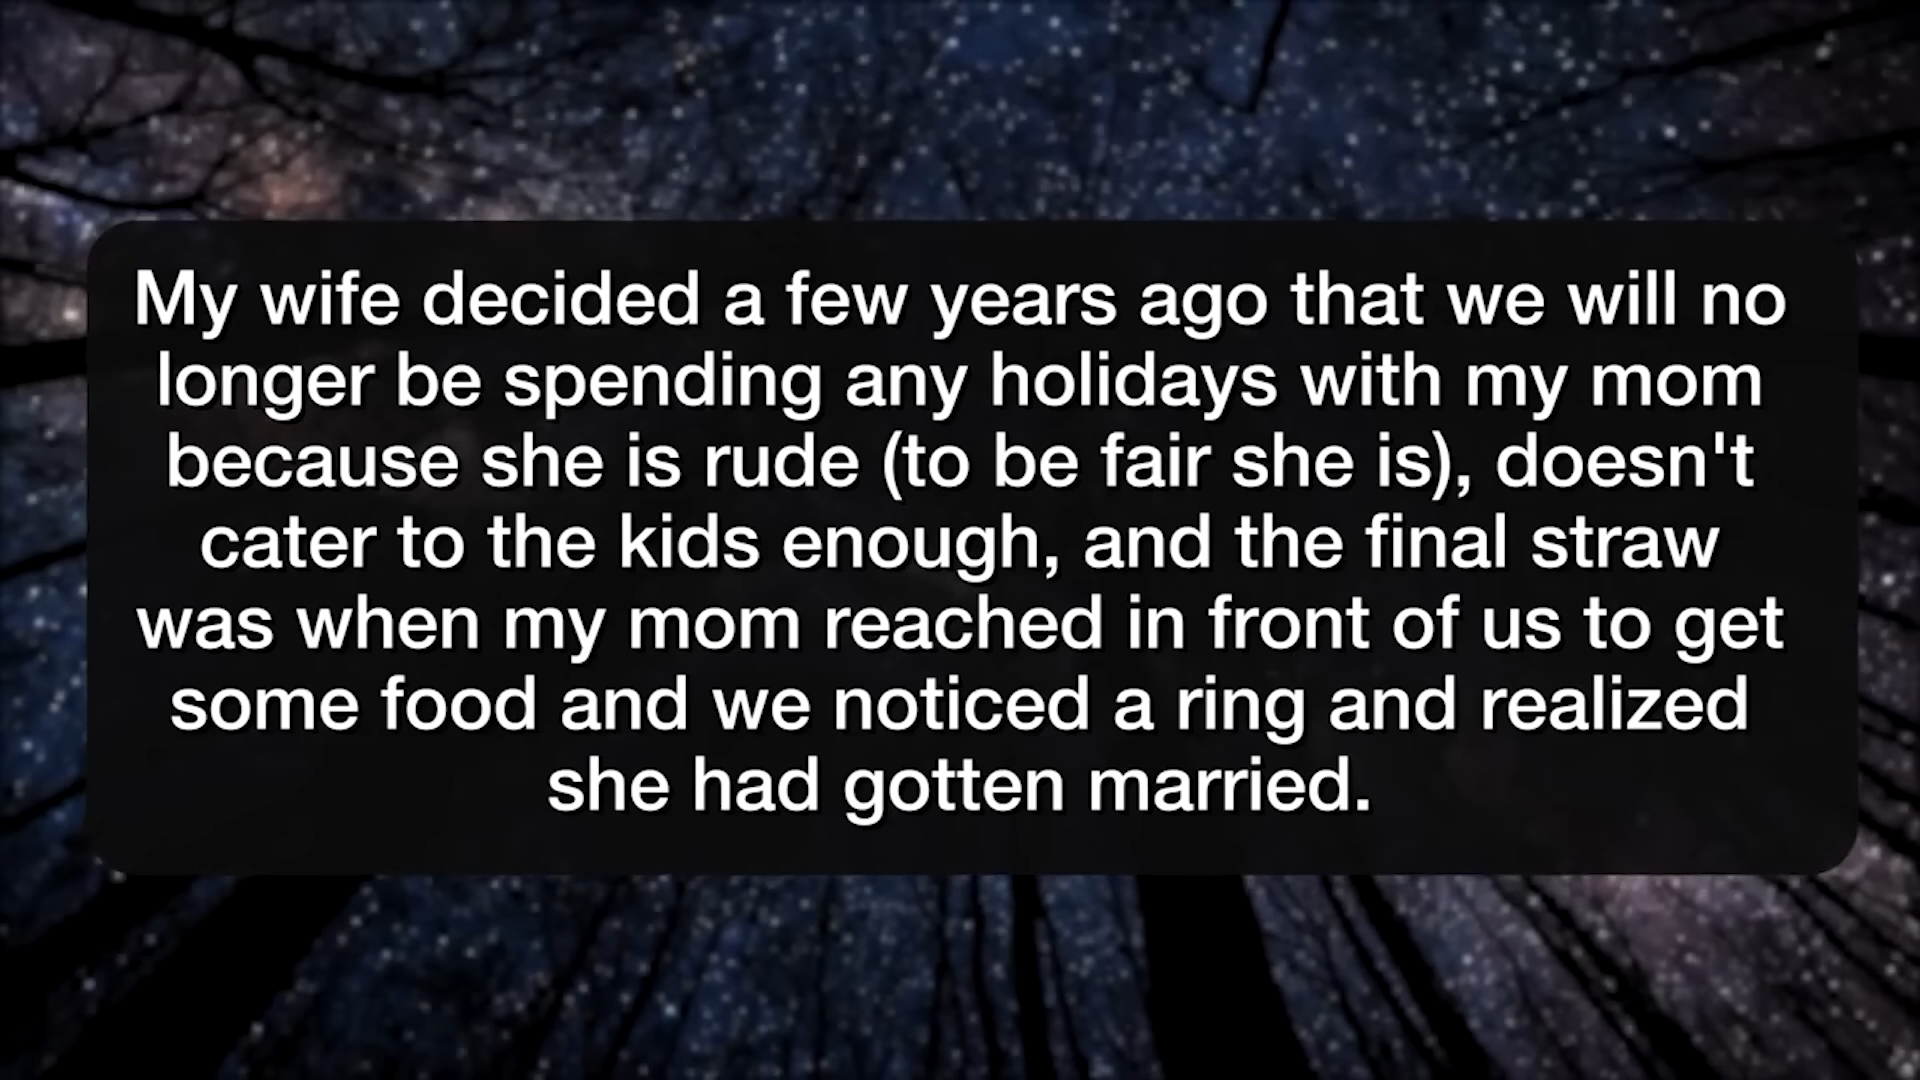 My wife decided a few years ago that we will no
longer be spending any holidays with my mom
because she is rude (to be fair she is), doesn't
cater to the kids enough, and the final straw
was when my mom reached in front of us to get
some food and we noticed a ring and realized
she had gotten married.